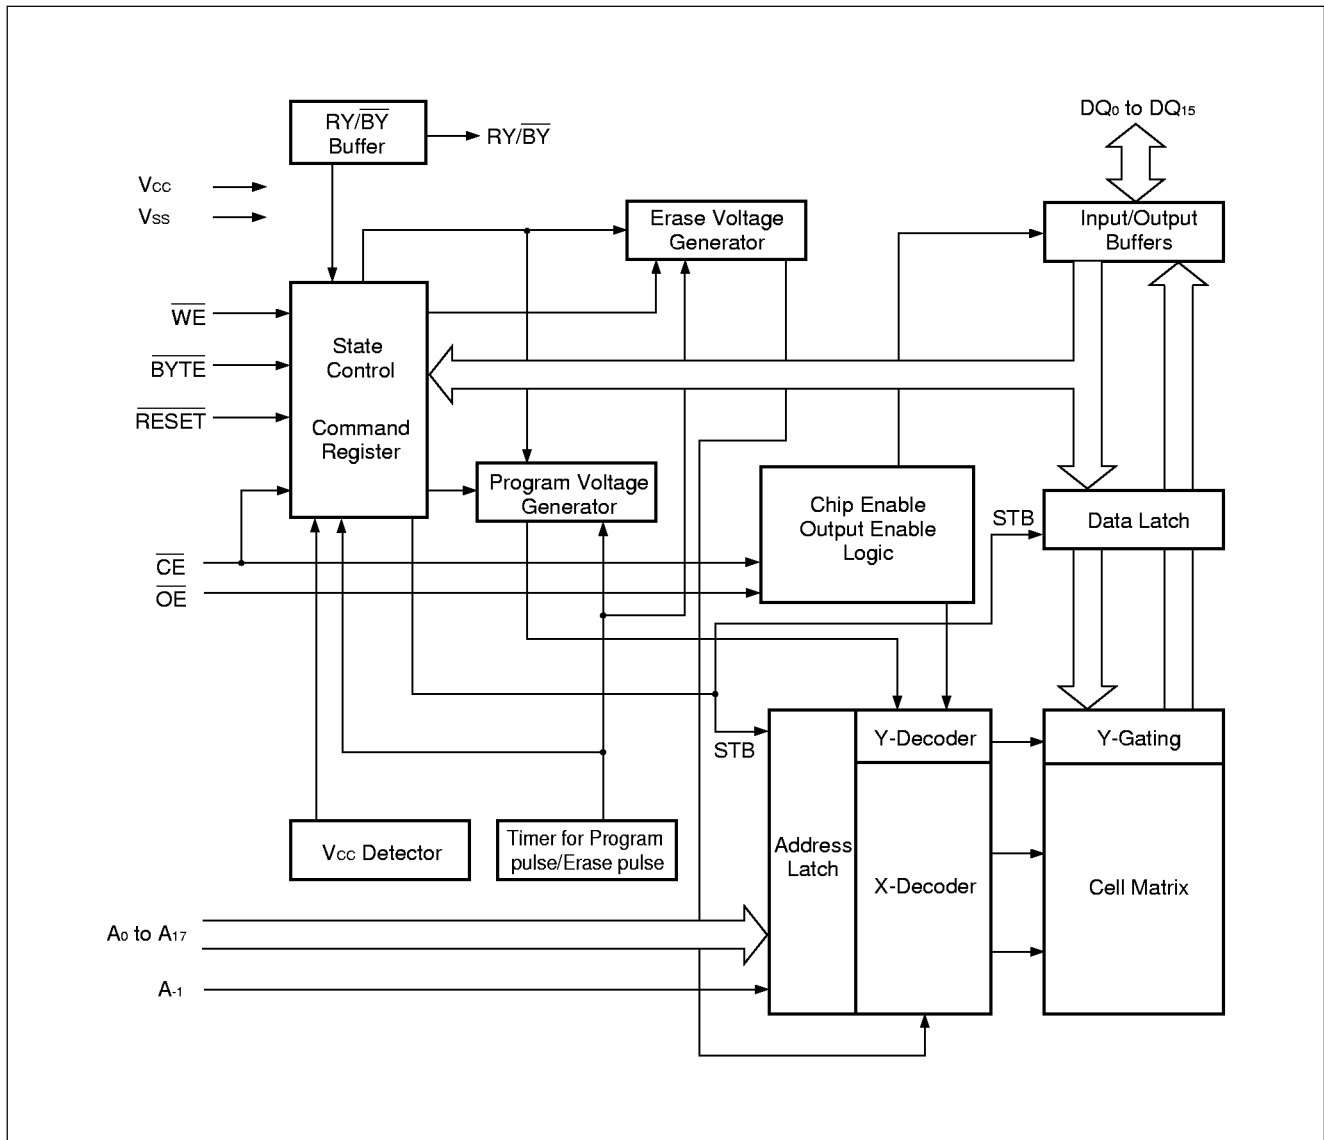 RY/BY
Buffer
RY/BY
DQ0 to DQ15
VCC
VSS
Erase Voltage
Generator
Input/Output
Buffers
WE
BYTE
RESET
State
Control
Command
Register
Program Voltage
Generator
Chip Enable
Output Enable
Logic
STB
Data Latch
CE
OE
STB
Y-Decoder
Y-Gating
VCC Detector
Timer for Program
pulse/Erase pulse
Address
Latch
X-Decoder
Cell Matrix
A0 to A17
A-1